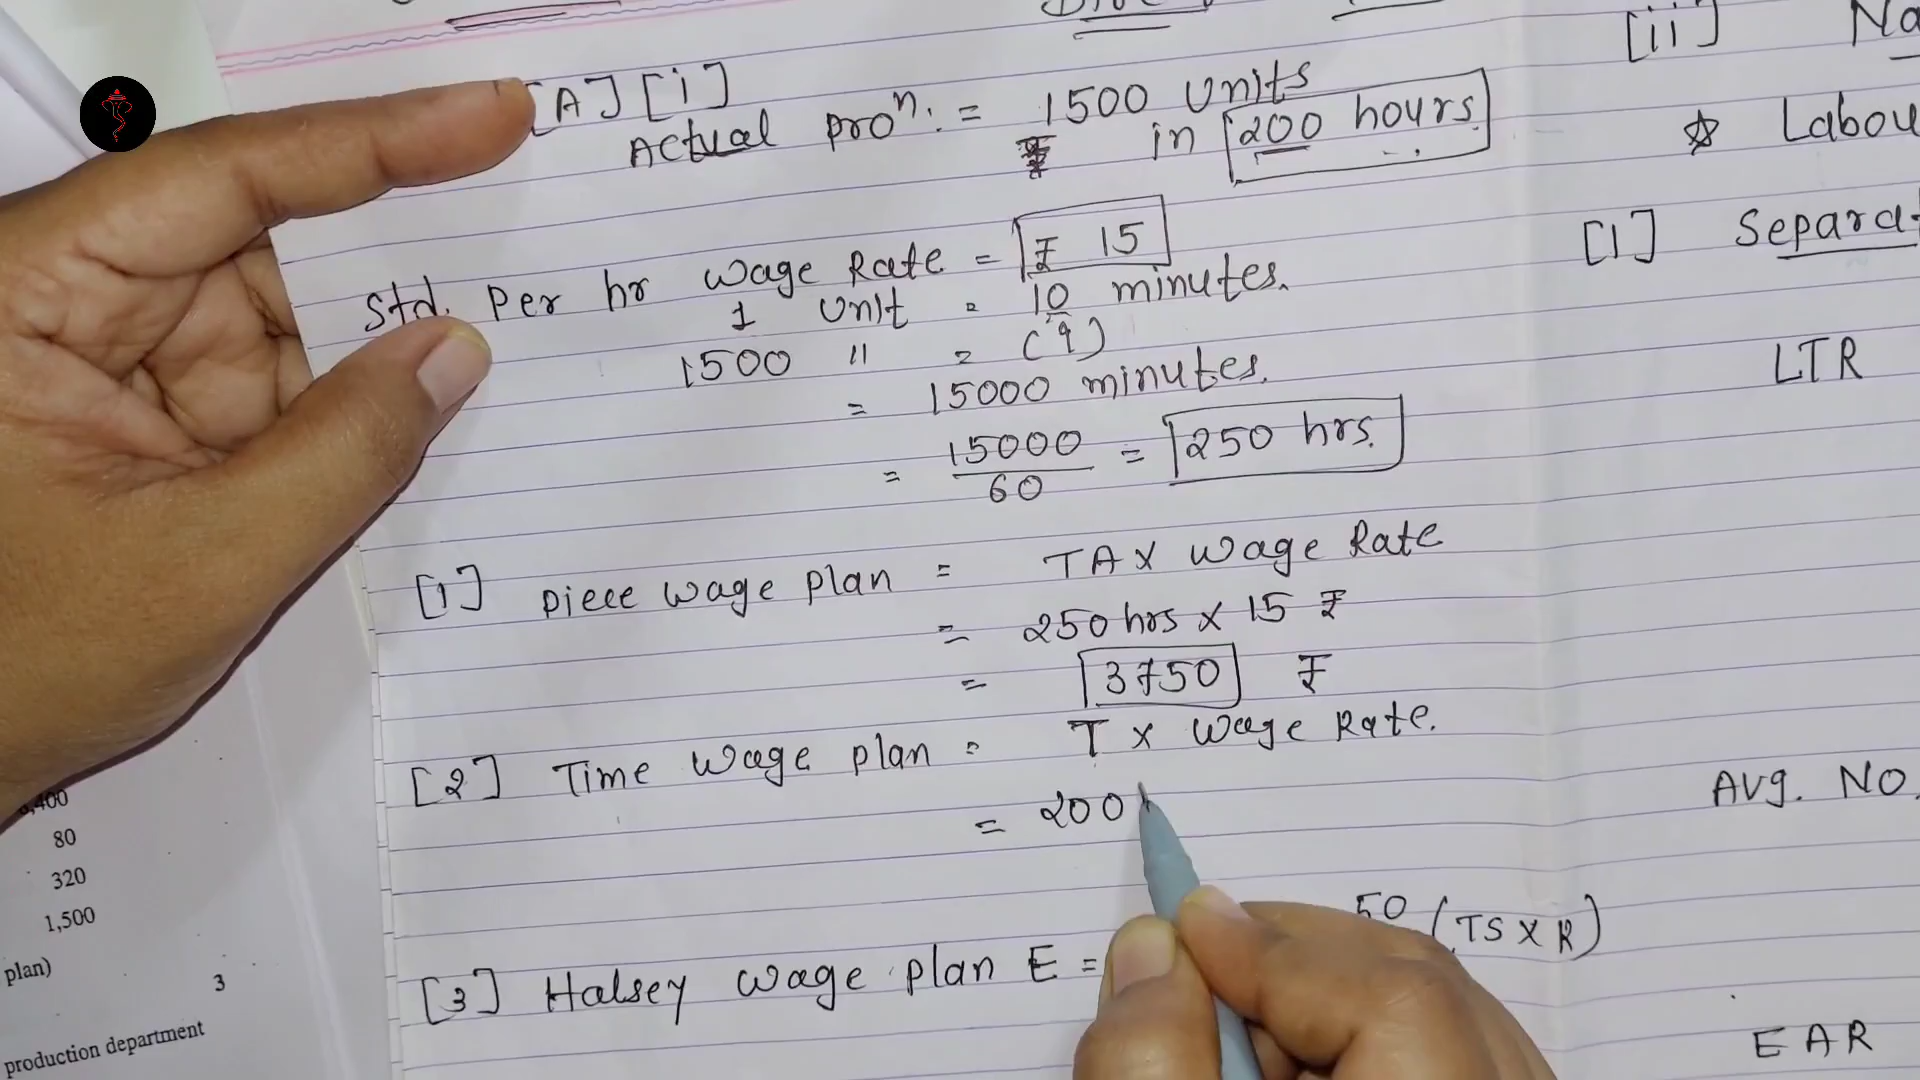 [A] [i]
Actual pro^n. = 1500 Units
in 200 hours.
Std. Per hr wage Rate = ₹ 15
1 Unit = 10 minutes.
1500 " = (?)
= 15000 minutes.
= 15000/60 = 250 hrs.
[1] Piece wage plan = TA X wage Rate
= 250 hrs x 15 ₹
= 3750 ₹
[2] Time wage plan = T x wage Rate.
= 200
[3] Halsey wage plan E =
50
(TS X R)
[ii]
[1]
LTR
Avg. No.
EAR
80
320
1,500
plan)
3
production department